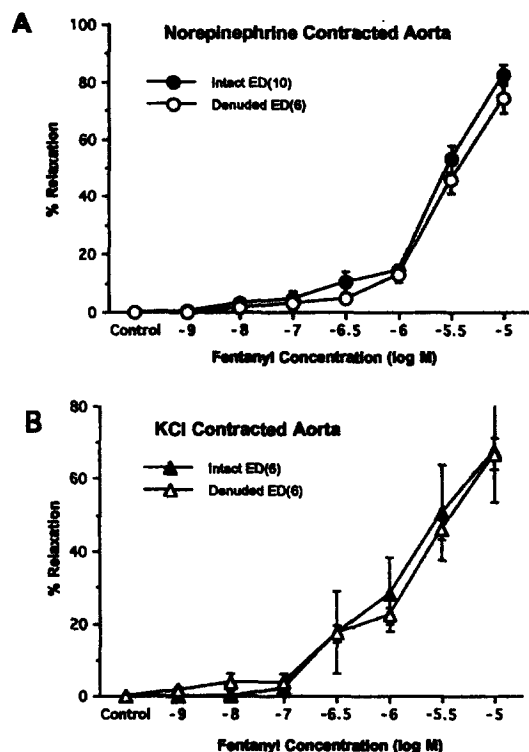 A
Norepinephrine Contracted Aorta
100
80
60
40
20
0
% Relaxation
Intact ED(10)
Denuded ED(6)
Control -9 -8 -7 -6.5 -6 -5.5 -5
Fentanyl Concentration (log M)
B
KCl Contracted Aorta
80
60
40
20
0
% Relaxation
Intact ED(6)
Denuded ED(6)
Control -9 -8 -7 -6.5 -6 -5.5 -5
Fentanyl Concentration (log M)